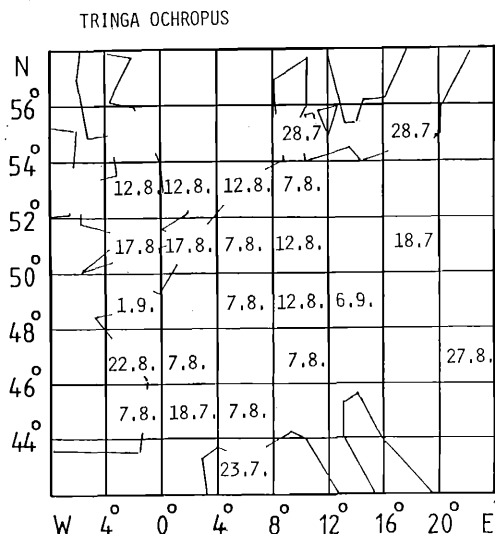 TRINGA OCHROPUS
N
56°
28.7 28.7.
54°
12.8. 12.8. 12.8. 7.8.
52°
17.8. 17.8. 7.8. 12.8. 18.7
50°
1.9. 7.8. 12.8. 6.9.
48°
22.8. 7.8. 7.8. 27.8.
46°
7.8. 18.7. 7.8.
44°
23.7.
W 4° 0° 4° 8° 12° 16° 20° E